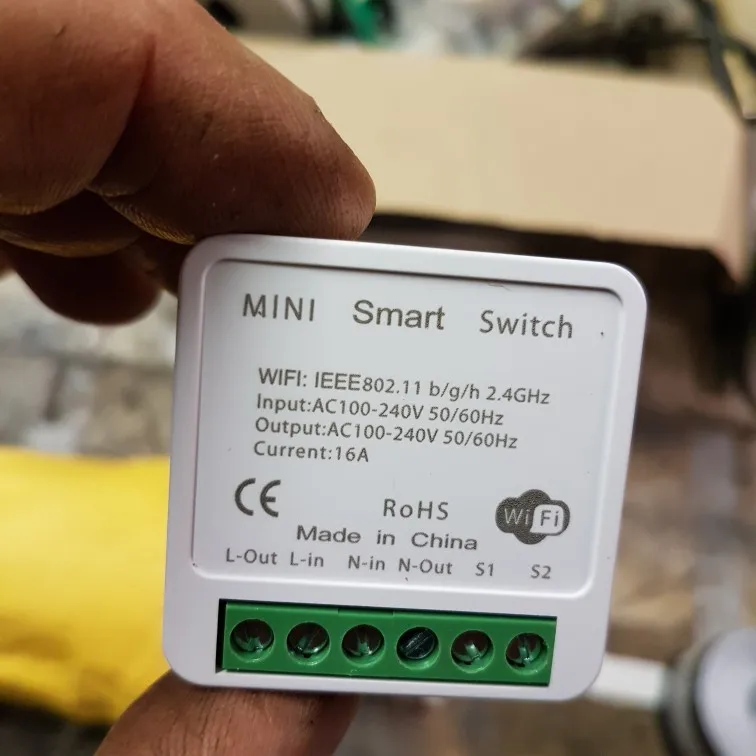 MINI Smart Switch
WIFI: IEEE802.11 b/g/h 2.4GHz
Input:AC100-240V 50/60Hz
Output:AC100-240V 50/60Hz
Current:16A
CE RoHS WiFi
Made in China
L-Out L-in N-in N-Out S1 S2